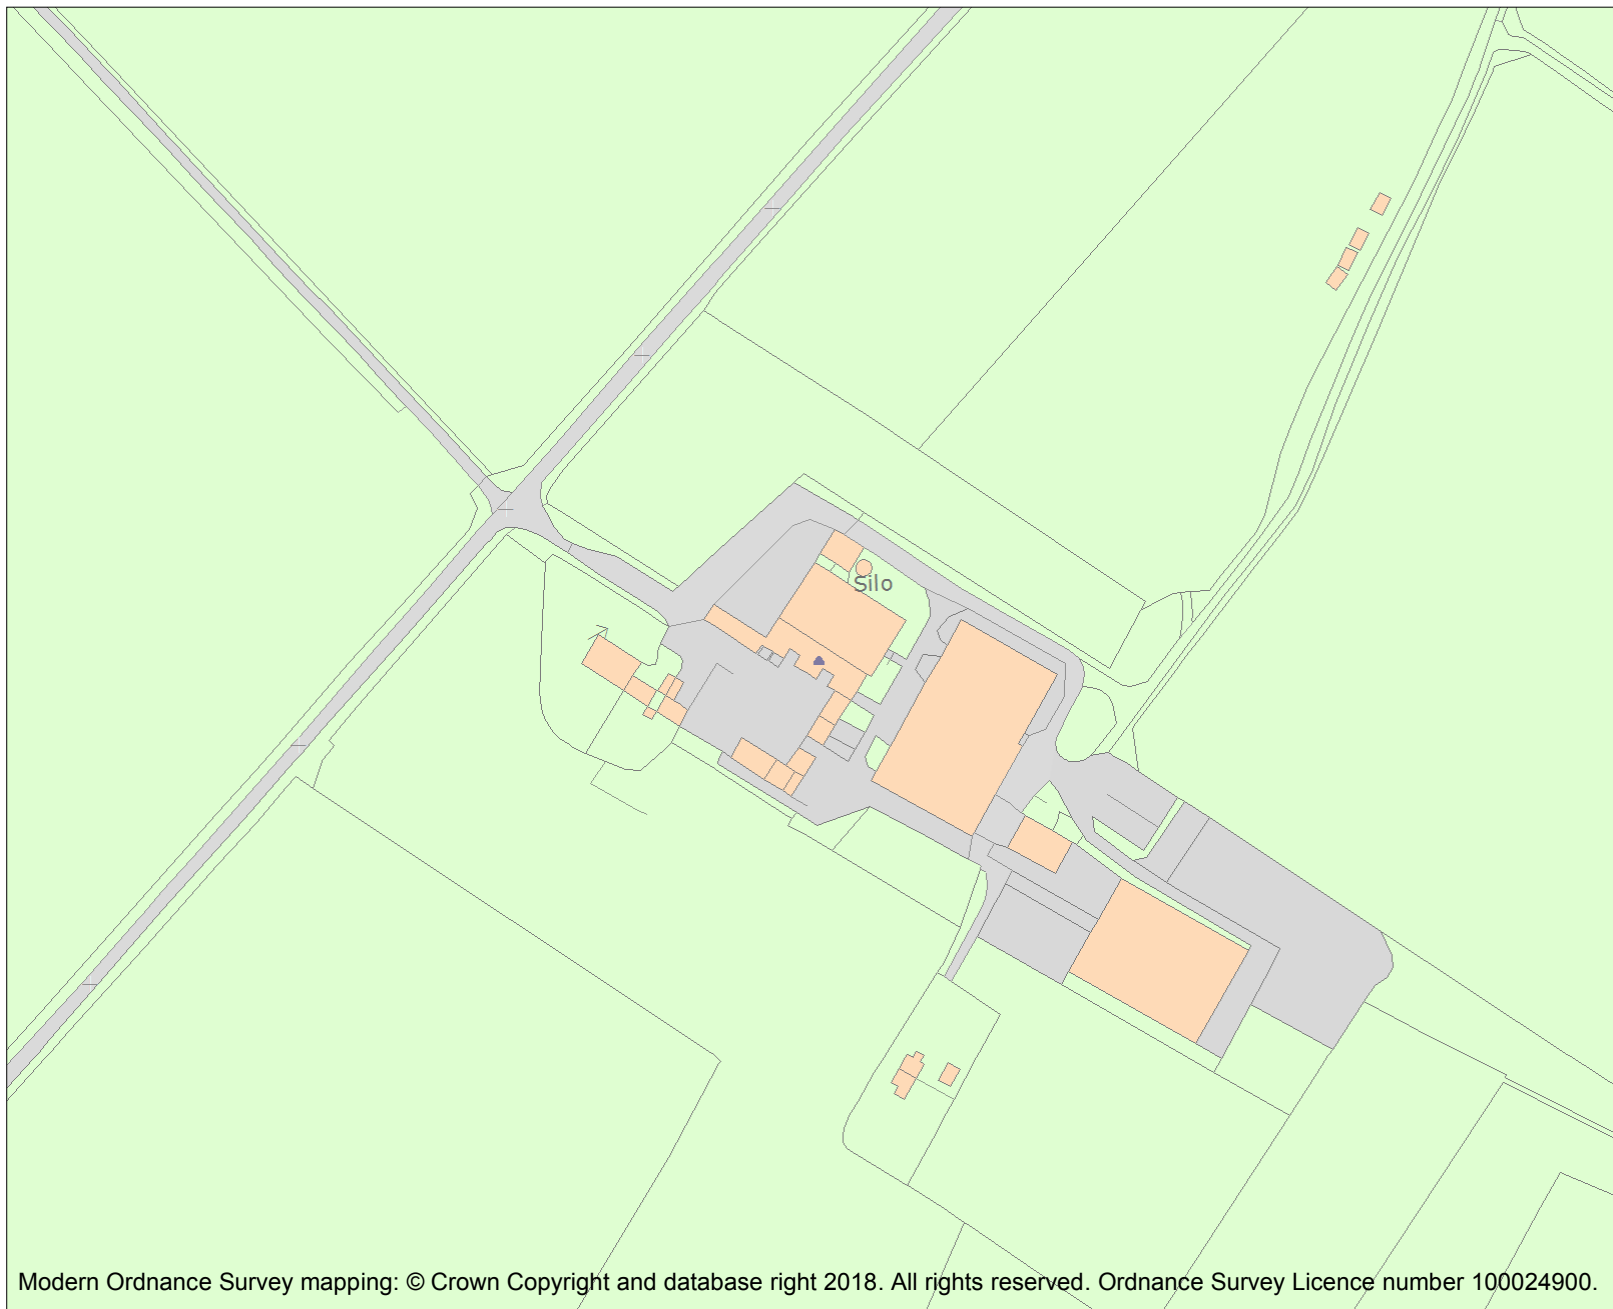 Silo
Modern Ordnance Survey mapping: © Crown Copyright and database right 2018. All rights reserved. Ordnance Survey Licence number 100024900.